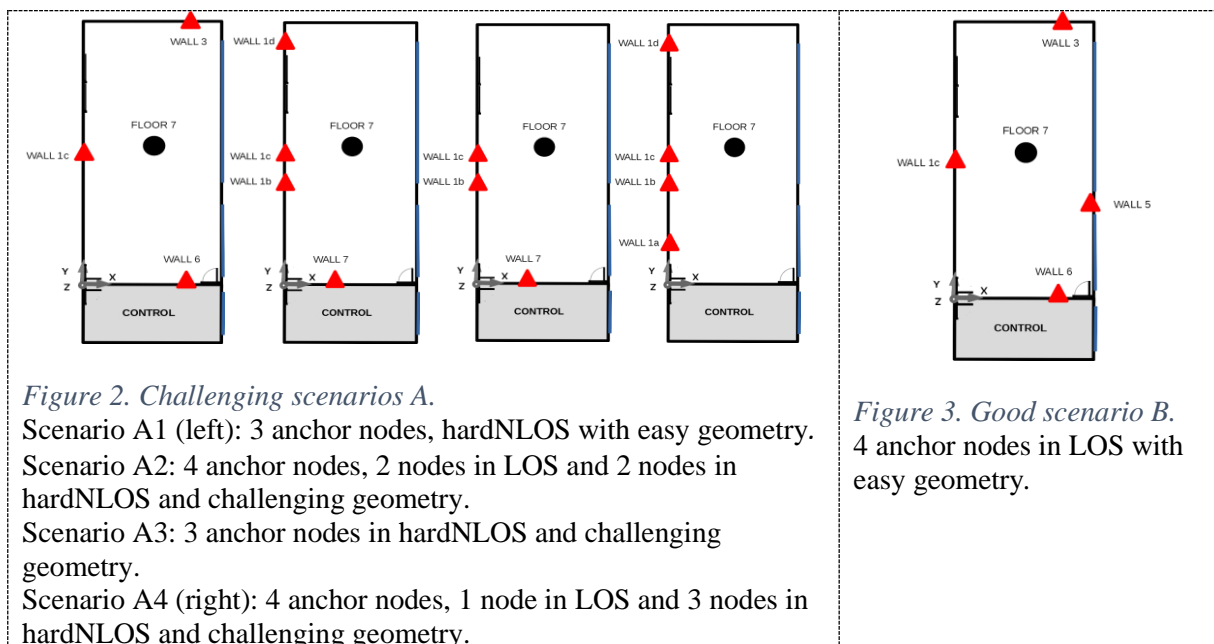 WALL 3
FLOOR 7
WALL 1c
WALL 6
Y
X
Z
CONTROL
WALL 1d
FLOOR 7
WALL 1c
WALL 1b
WALL 7
Y
X
Z
CONTROL
FLOOR 7
WALL 1c
WALL 1b
WALL 7
Y
X
Z
CONTROL
WALL 1d
FLOOR 7
WALL 1c
WALL 1b
WALL 1a
Y
X
Z
CONTROL
Figure 2. Challenging scenarios A.
Scenario A1 (left): 3 anchor nodes, hardNLOS with easy geometry.
Scenario A2: 4 anchor nodes, 2 nodes in LOS and 2 nodes in
hardNLOS and challenging geometry.
Scenario A3: 3 anchor nodes in hardNLOS and challenging
geometry.
Scenario A4 (right): 4 anchor nodes, 1 node in LOS and 3 nodes in
hardNLOS and challenging geometry.
WALL 3
FLOOR 7
WALL 1c
WALL 5
WALL 6
Y
X
Z
CONTROL
Figure 3. Good scenario B.
4 anchor nodes in LOS with
easy geometry.